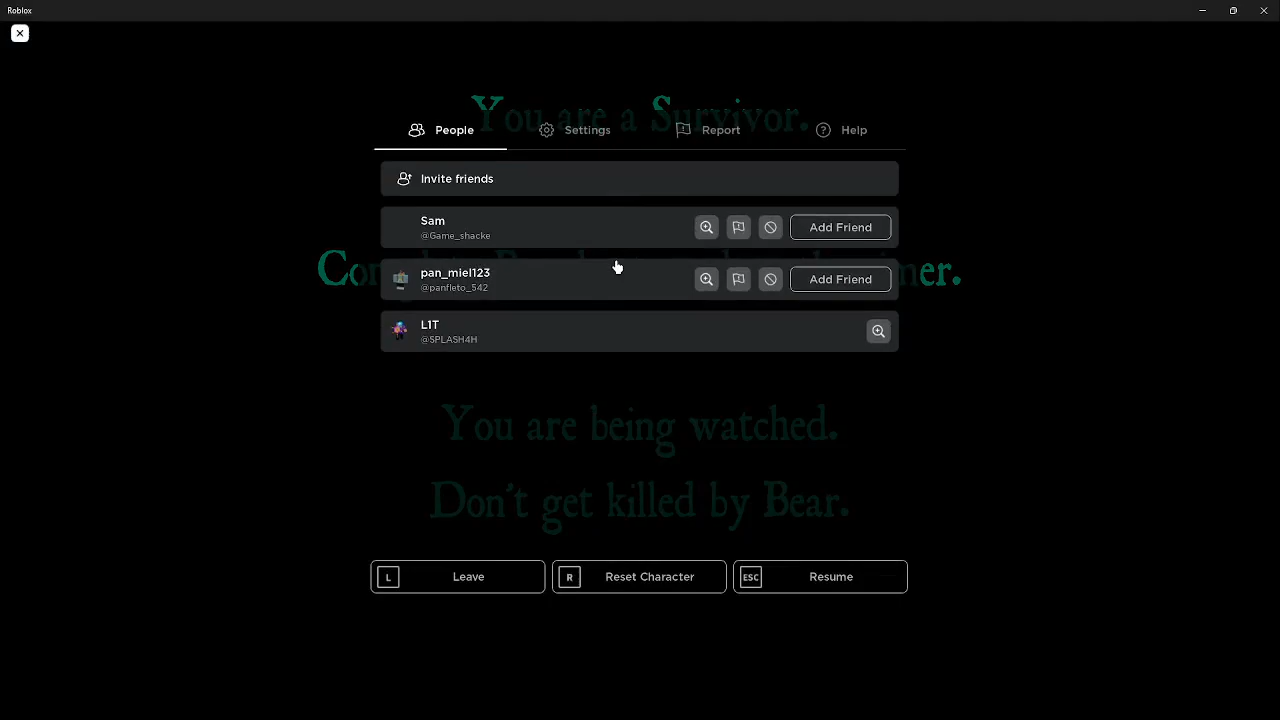 Roblox
You are a Survivor.
People
Settings
Report
Help
Invite friends
Sam
@Game_shacke
Add Friend
pan_miel123
@panfleto_542
Add Friend
L1T
@SPLASH4H
You are being watched.
Don't get killed by Bear.
L
Leave
R
Reset Character
ESC
Resume